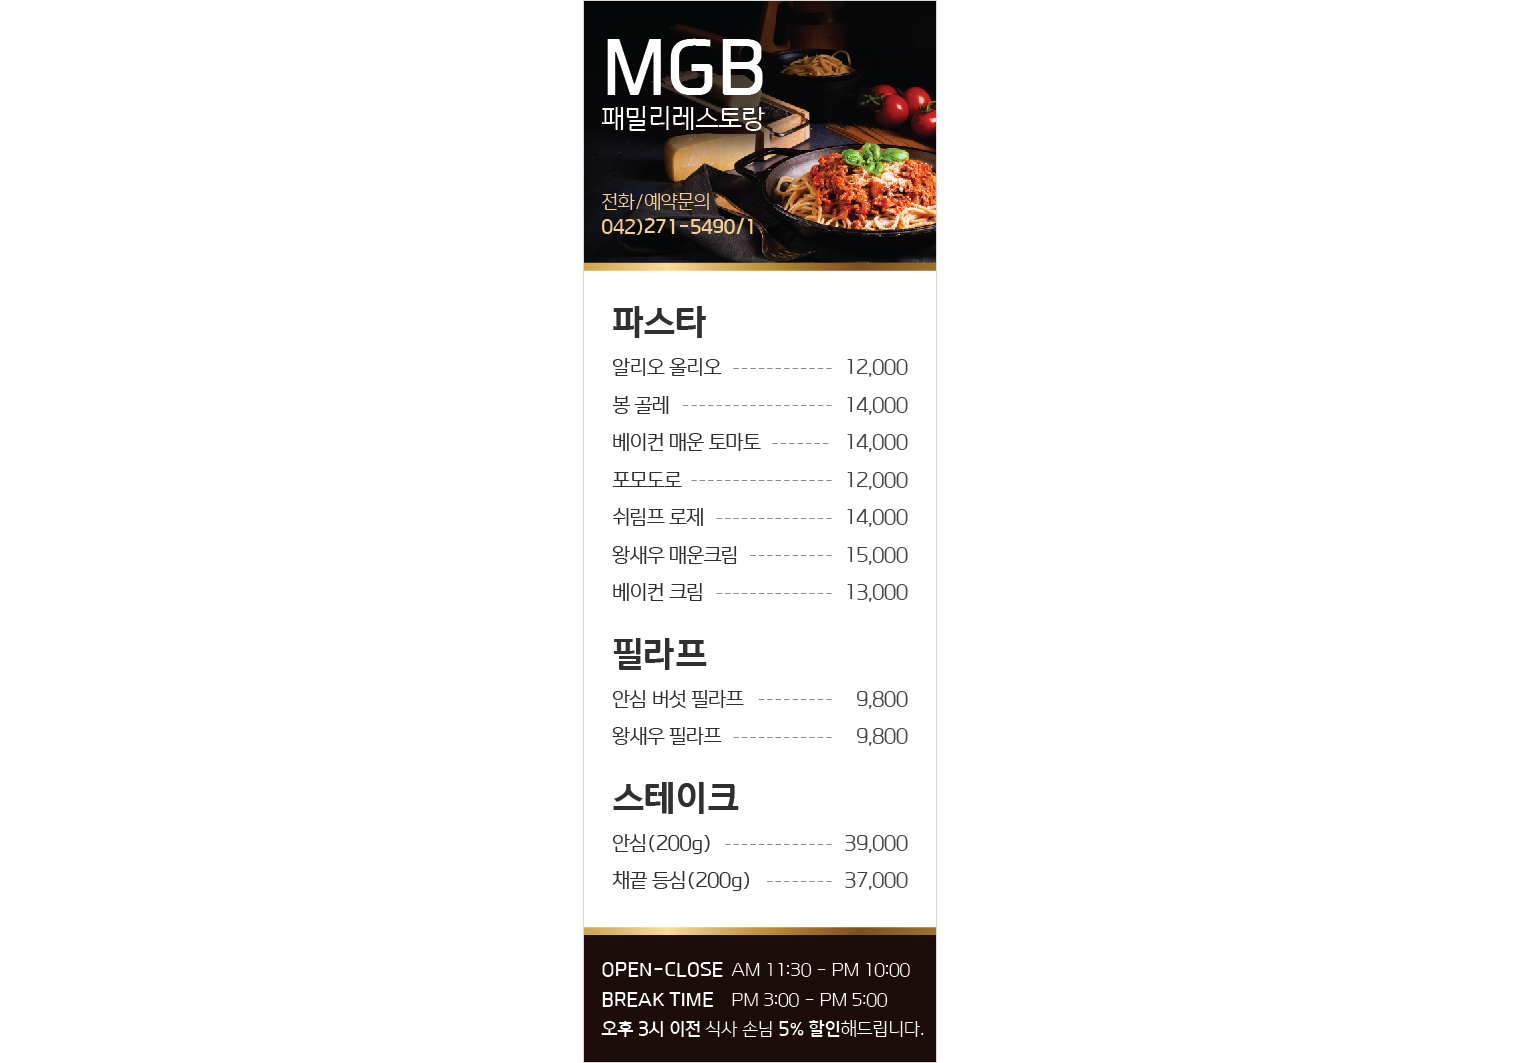 MGB
패밀리레스토랑
전화/예약문의
042)271-5490/1
파스타
알리오 올리오 ------------ 12,000
봉 골레 ------------------ 14,000
베이컨 매운 토마토 ------- 14,000
포모도로 ----------------- 12,000
쉬림프 로제 -------------- 14,000
왕새우 매운크림 ---------- 15,000
베이컨 크림 -------------- 13,000
필라프
안심 버섯 필라프 --------- 9,800
왕새우 필라프 ------------ 9,800
스테이크
안심(200g) ------------- 39,000
채끝 등심(200g) -------- 37,000
OPEN-CLOSE AM 11:30 - PM 10:00
BREAK TIME PM 3:00 - PM 5:00
오후 3시 이전 식사 손님 5% 할인해드립니다.